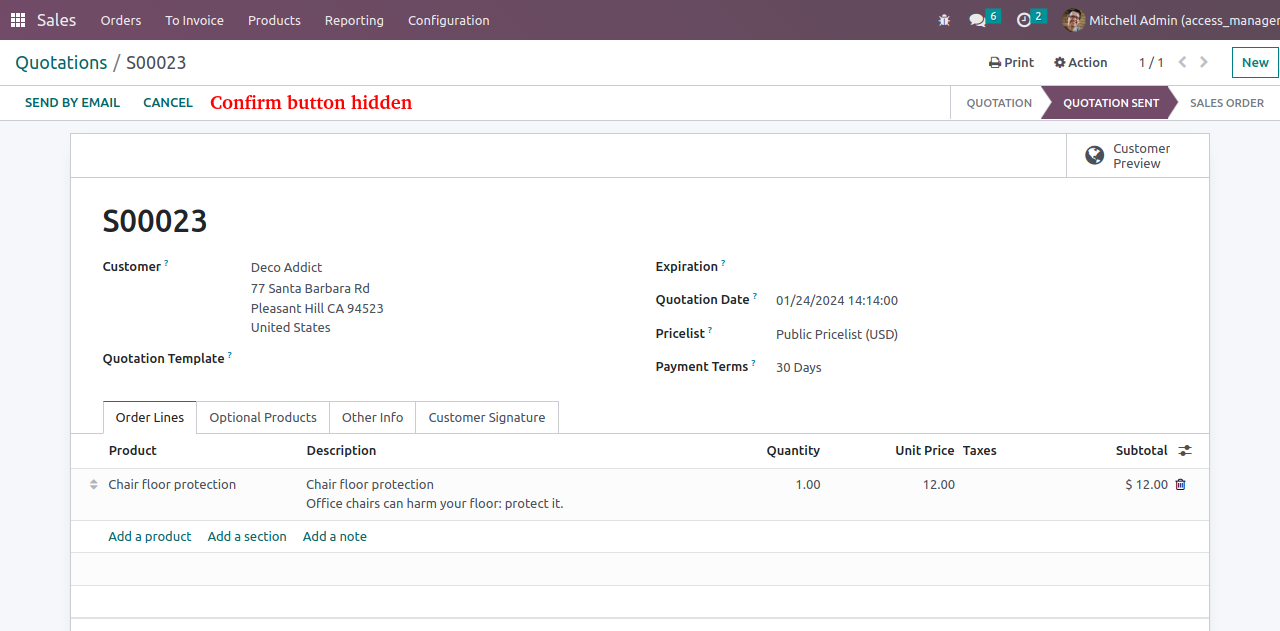 Sales Orders To Invoice Products Reporting Configuration 6 2 Mitchell Admin (access_manager
Quotations / S00023 Print Action 1 / 1 New
SEND BY EMAIL CANCEL Confirm button hidden QUOTATION QUOTATION SENT SALES ORDER
Customer
Preview
S00023
Customer ? Deco Addict
77 Santa Barbara Rd
Pleasant Hill CA 94523
United States
Quotation Template ?
Expiration ?
Quotation Date ? 01/24/2024 14:14:00
Pricelist ? Public Pricelist (USD)
Payment Terms ? 30 Days
Order Lines Optional Products Other Info Customer Signature
Product Description Quantity Unit Price Taxes Subtotal
Chair floor protection Chair floor protection 1.00 12.00 $ 12.00
Office chairs can harm your floor: protect it.
Add a product Add a section Add a note